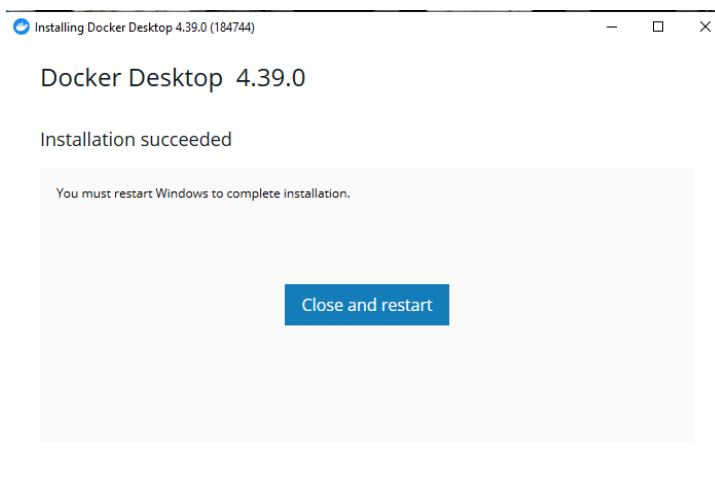 Installing Docker Desktop 4.39.0 (184744)
Docker Desktop 4.39.0
Installation succeeded
You must restart Windows to complete installation.
Close and restart